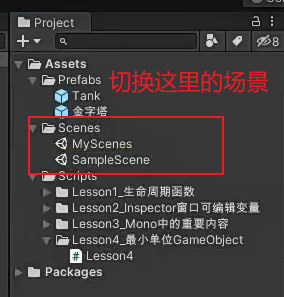 Project
8
Assets
Prefabs
切换这里的场景
Tank
金字塔
Scenes
MyScenes
SampleScene
Scripts
Lesson1_生命周期函数
Lesson2_Inspector窗口可编辑变量
Lesson3_Mono中的重要内容
Lesson4_最小单位GameObject
# Lesson4
Packages